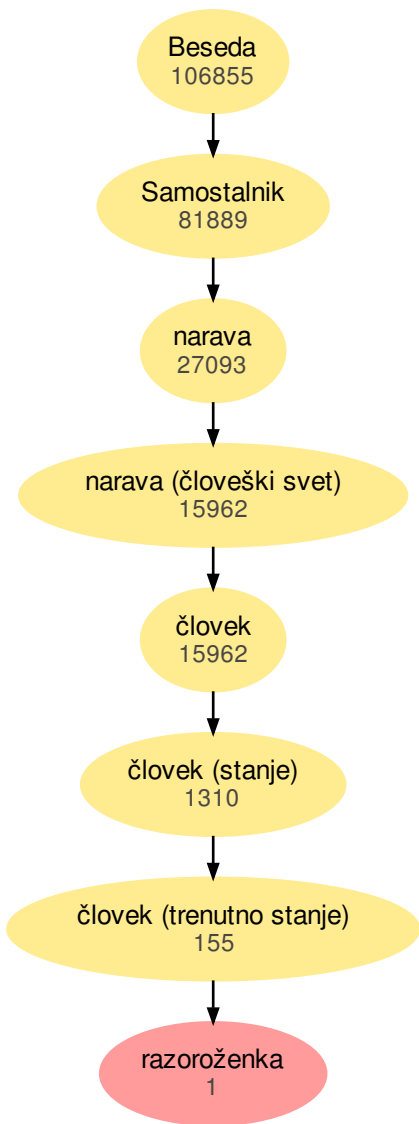 Beseda
106855
Samostalnik
81889
narava
27093
narava (človeški svet)
15962
človek
15962
človek (stanje)
1310
človek (trenutno stanje)
155
razoroženka
1